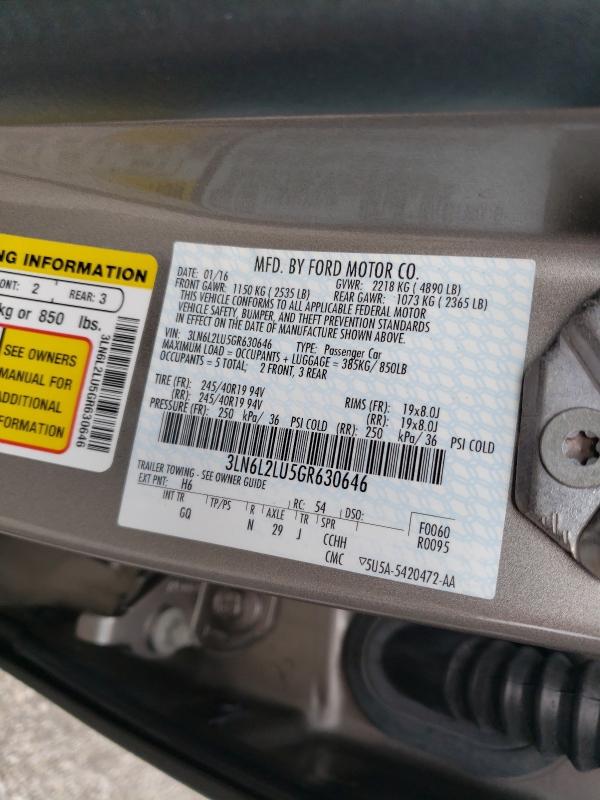 NG INFORMATION
ONT: 2 REAR: 3
kg or 850 lbs.
SEE OWNERS
MANUAL FOR
ADDITIONAL
INFORMATION
3LN6L2LU5GR630646
MFD. BY FORD MOTOR CO.
DATE: 01/16 GVWR: 2218 KG ( 4890 LB)
FRONT GAWR: 1150 KG ( 2535 LB) REAR GAWR: 1073 KG ( 2365 LB)
THIS VEHICLE CONFORMS TO ALL APPLICABLE FEDERAL MOTOR
VEHICLE SAFETY, BUMPER, AND THEFT PREVENTION STANDARDS
IN EFFECT ON THE DATE OF MANUFACTURE SHOWN ABOVE.
VIN: 3LN6L2LU5GR630646 TYPE: Passenger Car
MAXIMUM LOAD = OCCUPANTS + LUGGAGE = 385KG/ 850LB
OCCUPANTS = 5 TOTAL: 2 FRONT, 3 REAR
TIRE (FR): 245/40R19 94V RIMS (FR): 19x8.0J
(RR): 245/40R19 94V (RR): 19x8.0J
PRESSURE (FR): 250 kPa/ 36 PSI COLD (RR): 250 kPa/ 36 PSI COLD
3LN6L2LU5GR630646
TRAILER TOWING - SEE OWNER GUIDE
EXT PNT: H6 RC: 54 DSO: F0060
INT TR TP/PS R AXLE TR SPR R0095
GQ N 29 J CCHH
CMC ▽5U5A-5420472-AA